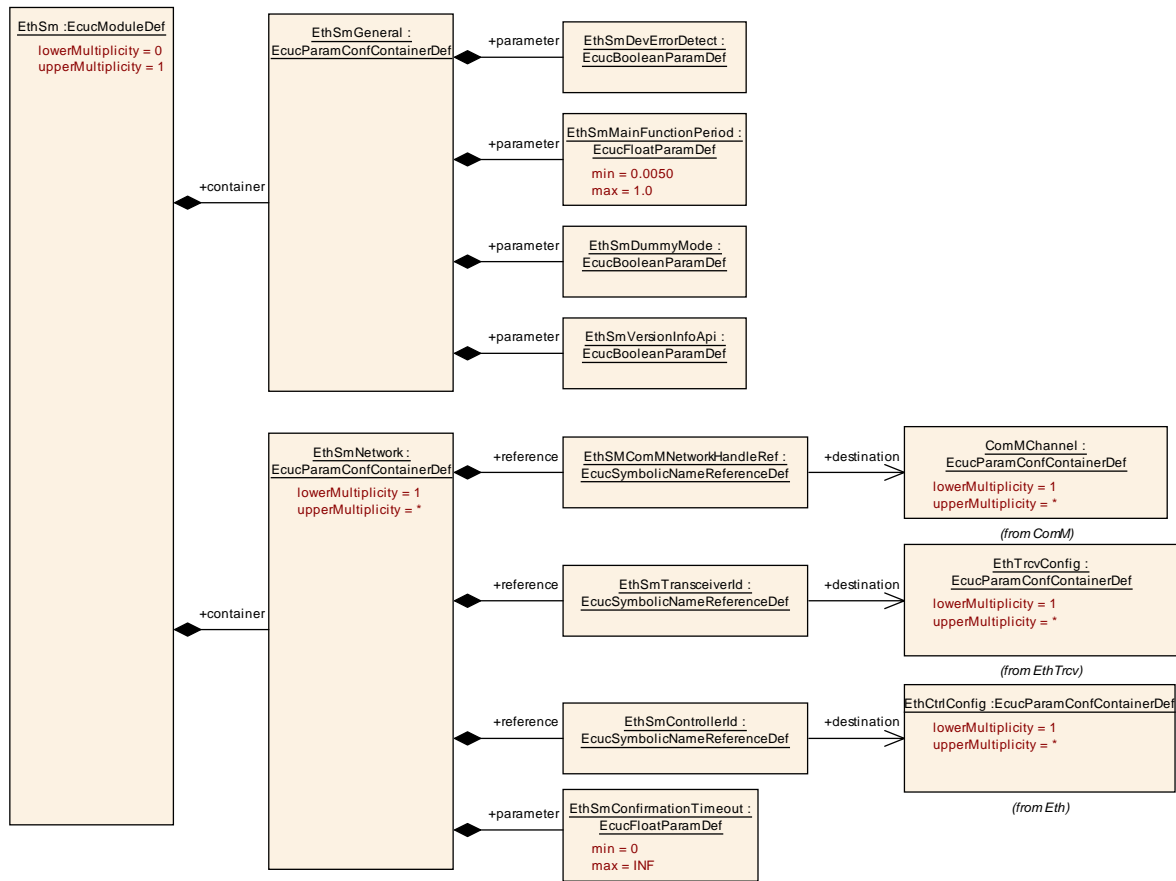 EthSm :EcucModuleDef
lowerMultiplicity = 0
upperMultiplicity = 1
+container
EthSmGeneral :
EcucParamConfContainerDef
+parameter
EthSmDevErrorDetect :
EcucBooleanParamDef
+parameter
EthSmMainFunctionPeriod :
EcucFloatParamDef
min = 0.0050
max = 1.0
+parameter
EthSmDummyMode :
EcucBooleanParamDef
+parameter
EthSmVersionInfoApi :
EcucBooleanParamDef
+container
EthSmNetwork :
EcucParamConfContainerDef
lowerMultiplicity = 1
upperMultiplicity = *
+reference
EthSMComMNetworkHandleRef :
EcucSymbolicNameReferenceDef
+destination
ComMChannel :
EcucParamConfContainerDef
lowerMultiplicity = 1
upperMultiplicity = *
(from ComM)
+reference
EthSmTransceiverId :
EcucSymbolicNameReferenceDef
+destination
EthTrcvConfig :
EcucParamConfContainerDef
lowerMultiplicity = 1
upperMultiplicity = *
(from EthTrcv)
+reference
EthSmControllerId :
EcucSymbolicNameReferenceDef
+destination
EthCtrlConfig :EcucParamConfContainerDef
lowerMultiplicity = 1
upperMultiplicity = *
(from Eth)
+parameter
EthSmConfirmationTimeout :
EcucFloatParamDef
min = 0
max = INF